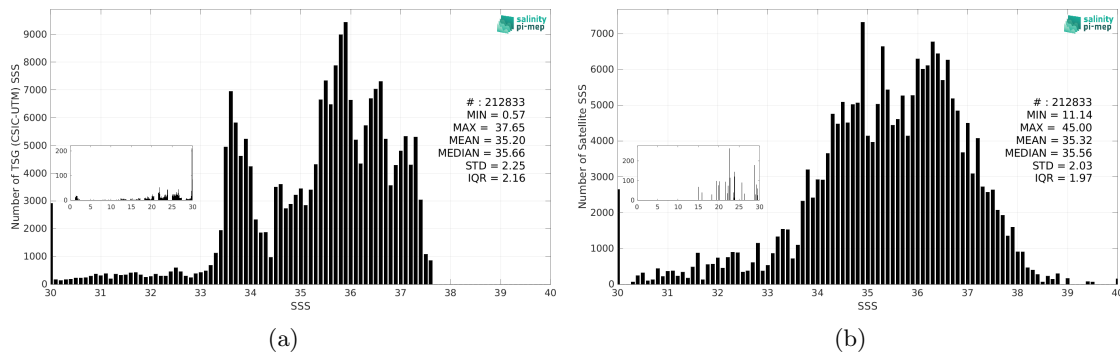 salinity
pi-mep
Number of TSG (CSIC-UTM) SSS
9000
8000
7000
6000
5000
4000
3000
2000
1000
0
# : 212833
MIN = 0.57
MAX = 37.65
MEAN = 35.20
MEDIAN = 35.66
STD = 2.25
IQR = 2.16
200
100
0
0 5 10 15 20 25 30
30 31 32 33 34 35 36 37 38 39 40
SSS
(a)
salinity
pi-mep
Number of Satellite SSS
7000
6000
5000
4000
3000
2000
1000
0
# : 212833
MIN = 11.14
MAX = 45.00
MEAN = 35.32
MEDIAN = 35.56
STD = 2.03
IQR = 1.97
200
100
0
0 5 10 15 20 25 30
30 31 32 33 34 35 36 37 38 39 40
SSS
(b)